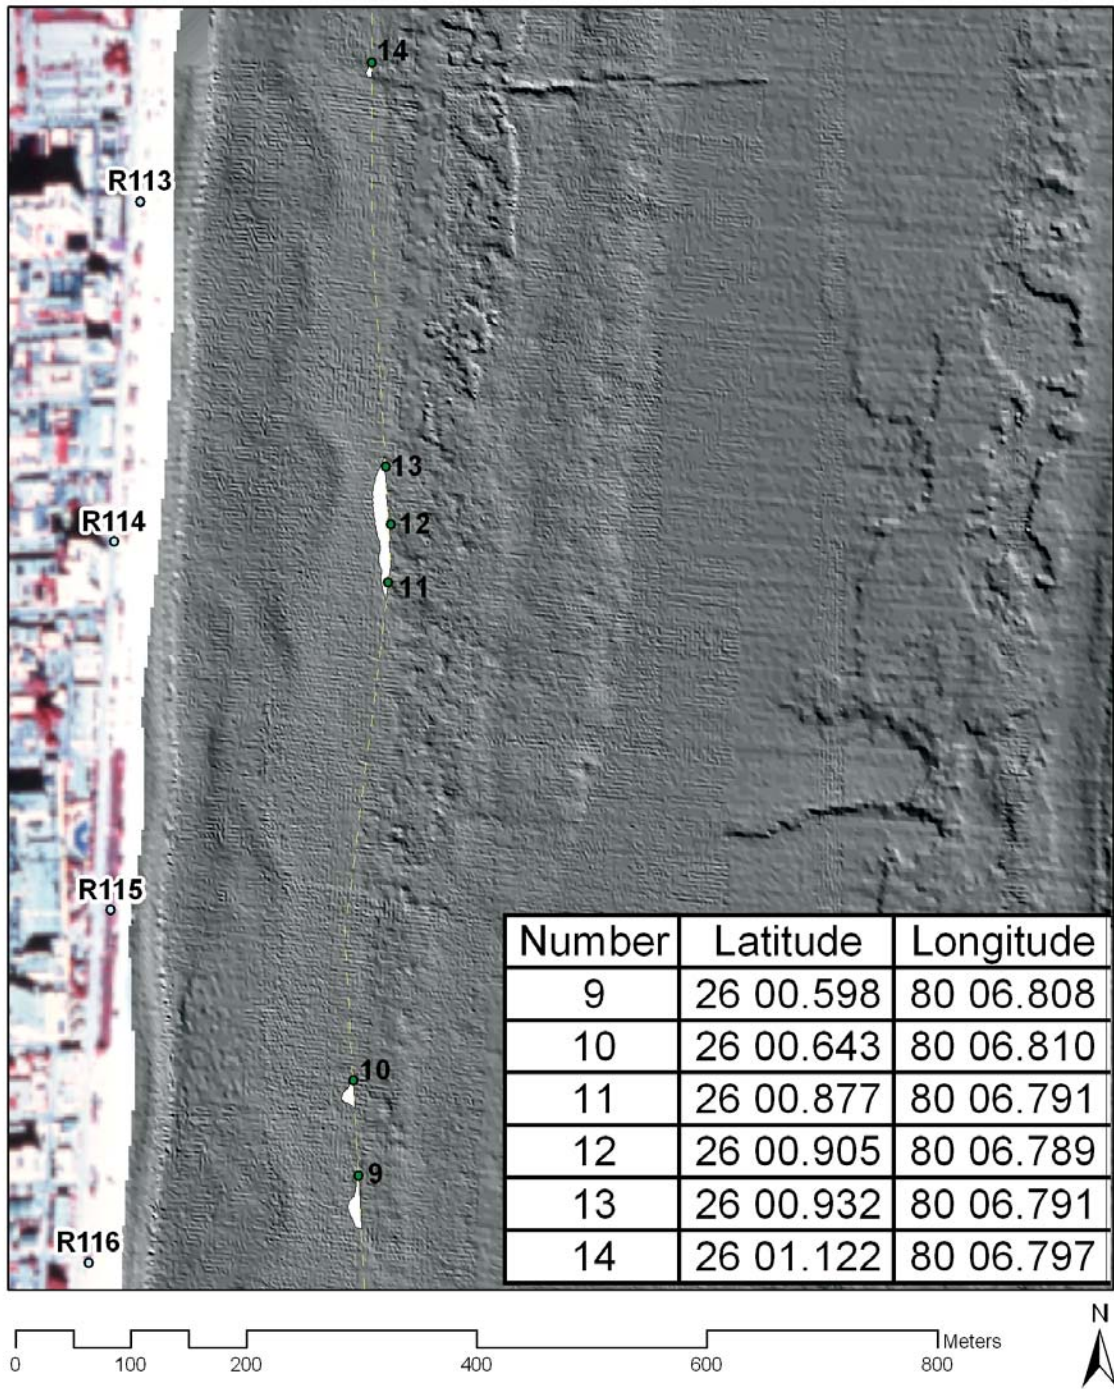 14
R113
13
12
R114
11
R115
Number Latitude Longitude
9 26 00.598 80 06.808
10 26 00.643 80 06.810
11 26 00.877 80 06.791
12 26 00.905 80 06.789
13 26 00.932 80 06.791
14 26 01.122 80 06.797
10
9
R116
N
Meters
0 100 200 400 600 800